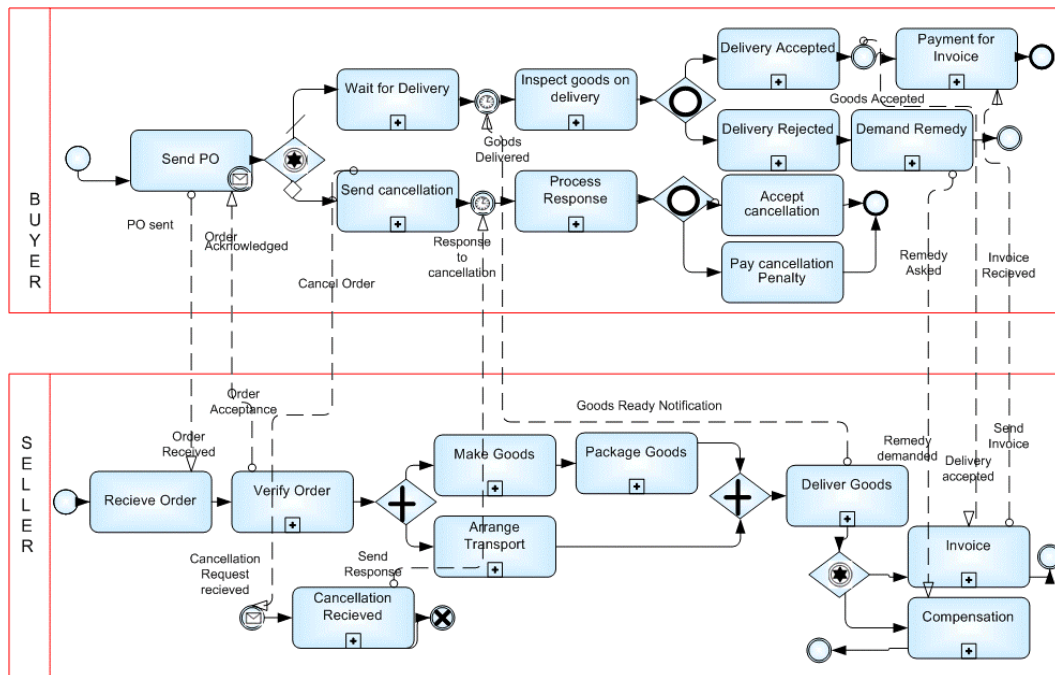 BUYER
Send PO
PO sent
Order
Acknowledged
Wait for Delivery
Goods
Delivered
Inspect goods on
delivery
Delivery Accepted
Payment for
Invoice
Goods Accepted
Delivery Rejected
Demand Remedy
Send cancellation
Cancel Order
Response
to
cancellation
Process
Response
Accept
cancellation
Pay cancellation
Penalty
Remedy
Asked
Invoice
Recieved
SELLER
Order
Acceptance
Order
Received
Recieve Order
Verify Order
Make Goods
Package Goods
Arrange
Transport
Goods Ready Notification
Deliver Goods
Remedy
demanded
Delivery
accepted
Send
Invoice
Invoice
Compensation
Cancellation
Request
recieved
Send
Response
Cancellation
Recieved